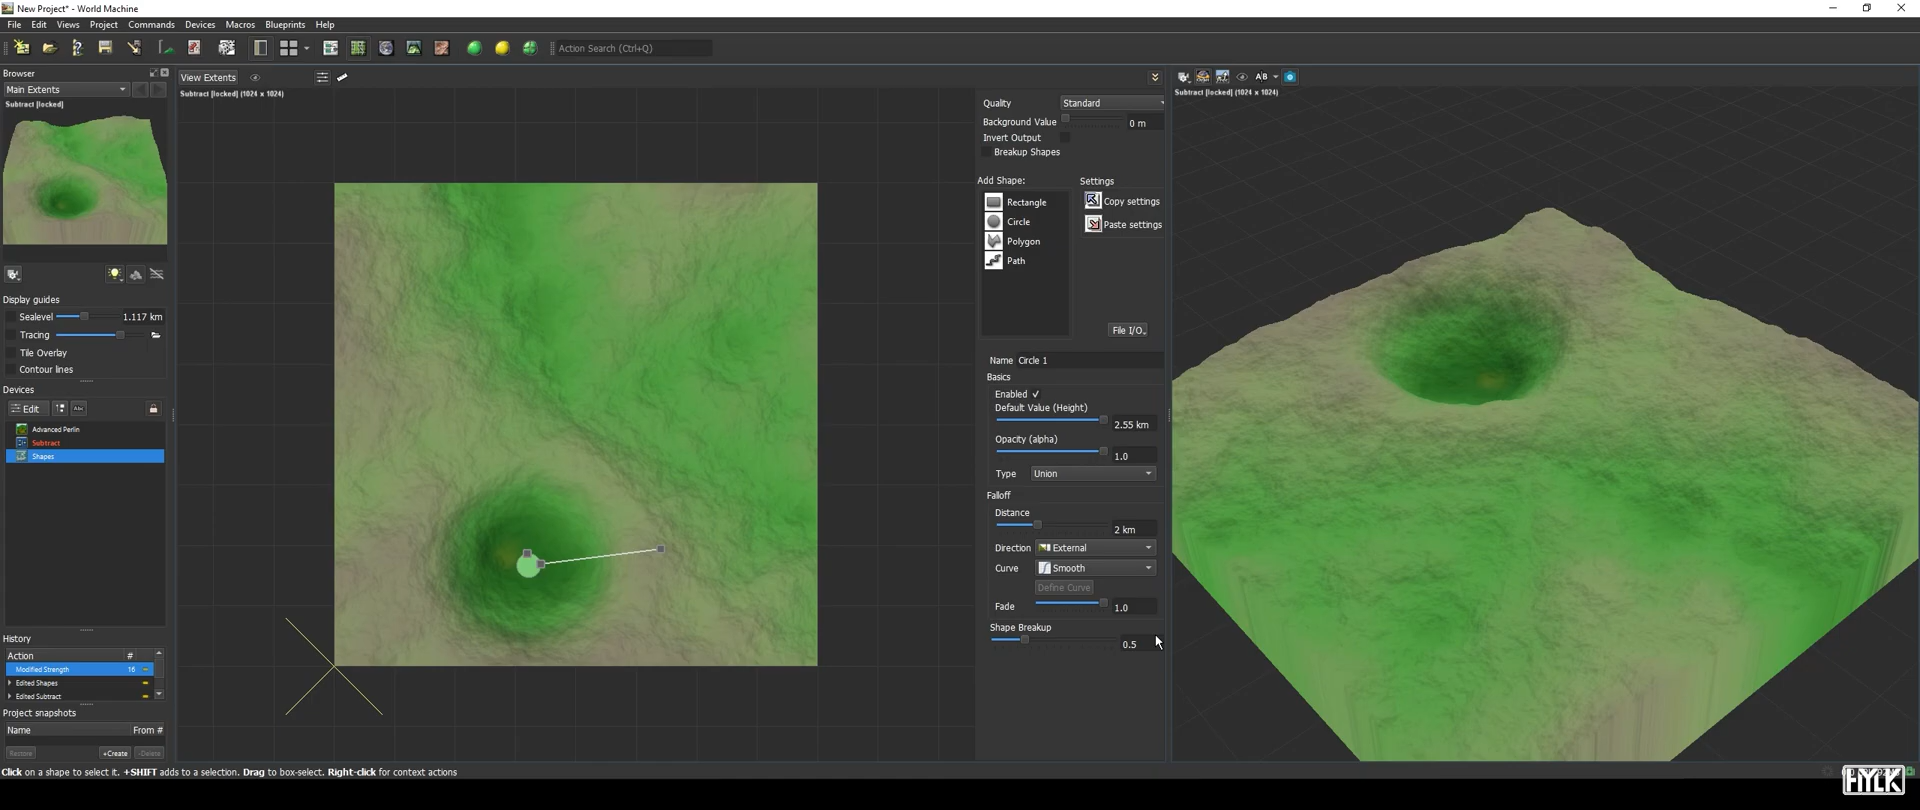 New Project* - World Machine
File Edit Views Project Commands Devices Macros Blueprints Help
Action Search (Ctrl+Q)
Browser
Main Extents
Subtract [locked]
Display guides
Sealevel 1.117 km
Tracing
Tile Overlay
Contour lines
Devices
Edit Abc
Advanced Perlin
Subtract
Shapes
History
Action #
Modified Strength 16
Edited Shapes
Edited Subtract
Project snapshots
Name From #
Restore +Create -Delete
View Extents
Subtract [locked] (1024 x 1024)
Quality Standard
Background Value 0 m
Invert Output
Breakup Shapes
Add Shape:
Rectangle
Circle
Polygon
Path
Settings
Copy settings
Paste settings
File I/O
Name Circle 1
Basics
Enabled ✓
Default Value (Height)
2.55 km
Opacity (alpha)
1.0
Type Union
Falloff
Distance
2 km
Direction External
Curve Smooth
Define Curve
Fade 1.0
Shape Breakup
0.5
AB
Subtract [locked] (1024 x 1024)
Click on a shape to select it. +SHIFT adds to a selection. Drag to box-select. Right-click for context actions